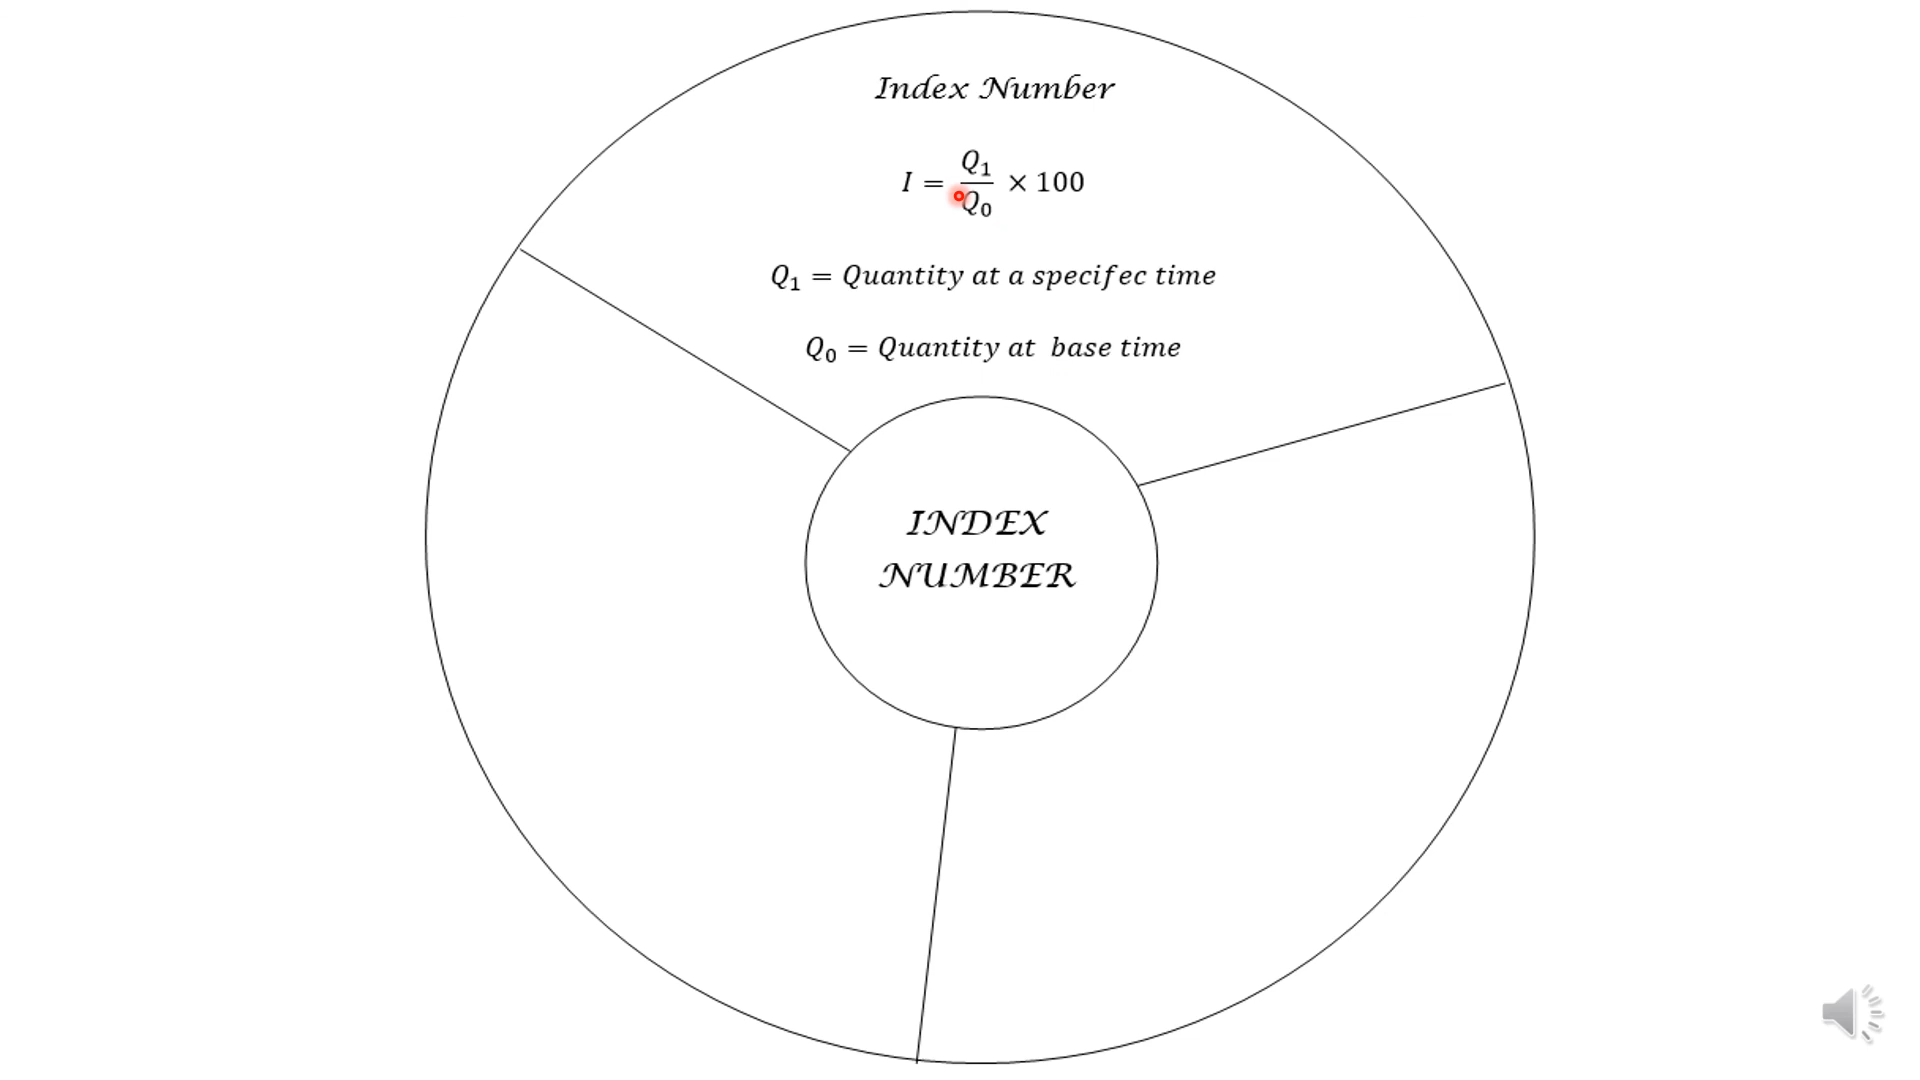 Index Number
I = Q₁/Q₀ × 100
Q₁ = Quantity at a specifec time
Q₀ = Quantity at base time
INDEX
NUMBER